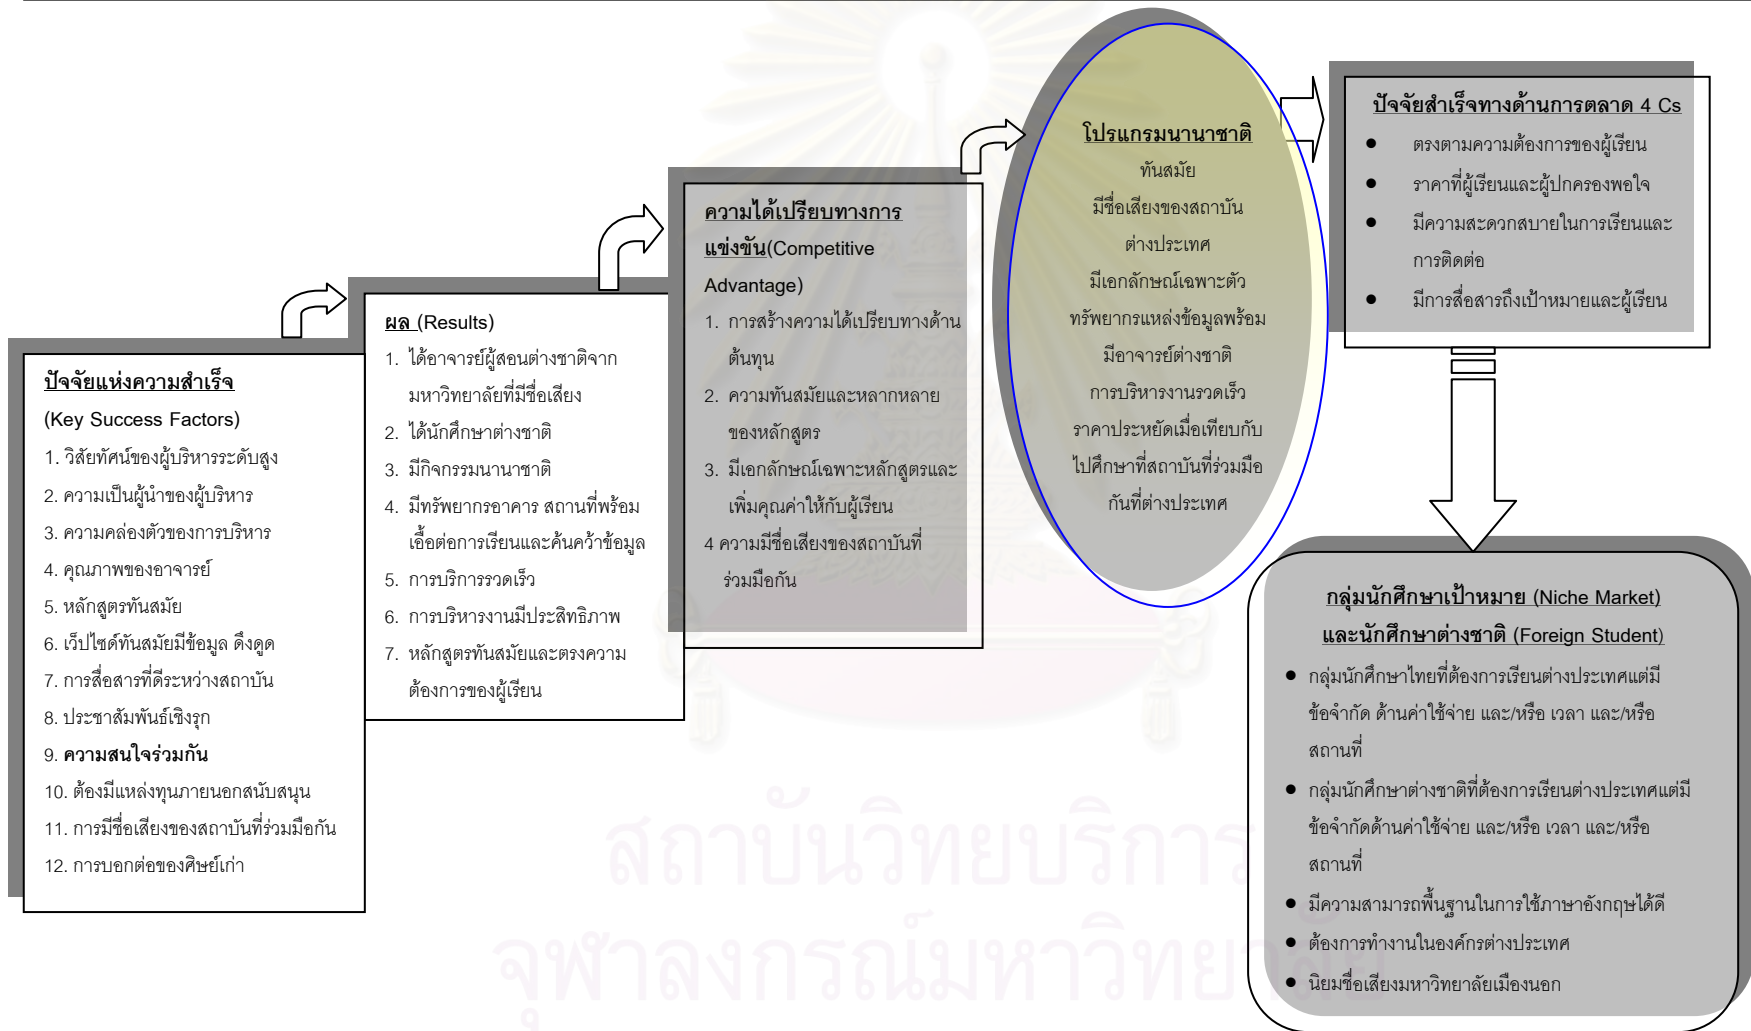 ปัจจัยแห่งความสำเร็จ
(Key Success Factors)
1. วิสัยทัศน์ของผู้บริหารระดับสูง
2. ความเป็นผู้นำของผู้บริหาร
3. ความคล่องตัวของการบริหาร
4. คุณภาพของอาจารย์
5. หลักสูตรทันสมัย
6. เว็ปไซด์ทันสมัยมีข้อมูล ดึงดูด
7. การสื่อสารที่ดีระหว่างสถาบัน
8. ประชาสัมพันธ์เชิงรุก
9. ความสนใจร่วมกัน
10. ต้องมีแหล่งทุนภายนอกสนับสนุน
11. การมีชื่อเสียงของสถาบันที่ร่วมมือกัน
12. การบอกต่อของศิษย์เก่า
ผล (Results)
1. ได้อาจารย์ผู้สอนต่างชาติจาก
มหาวิทยาลัยที่มีชื่อเสียง
2. ได้นักศึกษาต่างชาติ
3. มีกิจกรรมนานาชาติ
4. มีทรัพยากรอาคาร สถานที่พร้อม
เอื้อต่อการเรียนและค้นคว้าข้อมูล
5. การบริการรวดเร็ว
6. การบริหารงานมีประสิทธิภาพ
7. หลักสูตรทันสมัยและตรงความ
ต้องการของผู้เรียน
ความได้เปรียบทางการ
แข่งขัน(Competitive
Advantage)
1. การสร้างความได้เปรียบทางด้าน
ต้นทุน
2. ความทันสมัยและหลากหลาย
ของหลักสูตร
3. มีเอกลักษณ์เฉพาะหลักสูตรและ
เพิ่มคุณค่าให้กับผู้เรียน
4 ความมีชื่อเสียงของสถาบันที่
ร่วมมือกัน
โปรแกรมนานาชาติ
ทันสมัย
มีชื่อเสียงของสถาบัน
ต่างประเทศ
มีเอกลักษณ์เฉพาะตัว
ทรัพยากรแหล่งข้อมูลพร้อม
มีอาจารย์ต่างชาติ
การบริหารงานรวดเร็ว
ราคาประหยัดเมื่อเทียบกับ
ไปศึกษาที่สถาบันที่ร่วมมือ
กันที่ต่างประเทศ
ปัจจัยสำเร็จทางด้านการตลาด 4 Cs
● ตรงตามความต้องการของผู้เรียน
● ราคาที่ผู้เรียนและผู้ปกครองพอใจ
● มีความสะดวกสบายในการเรียนและ
การติดต่อ
● มีการสื่อสารถึงเป้าหมายและผู้เรียน
กลุ่มนักศึกษาเป้าหมาย (Niche Market)
และนักศึกษาต่างชาติ (Foreign Student)
● กลุ่มนักศึกษาไทยที่ต้องการเรียนต่างประเทศแต่มี
ข้อจำกัด ด้านค่าใช้จ่าย และ/หรือ เวลา และ/หรือ
สถานที่
● กลุ่มนักศึกษาต่างชาติที่ต้องการเรียนต่างประเทศแต่มี
ข้อจำกัดด้านค่าใช้จ่าย และ/หรือ เวลา และ/หรือ
สถานที่
● มีความสามารถพื้นฐานในการใช้ภาษาอังกฤษได้ดี
● ต้องการทำงานในองค์กรต่างประเทศ
● นิยมชื่อเสียงมหาวิทยาลัยเมืองนอก
สถาบันวิทยบริการ
จุฬาลงกรณ์มหาวิทยาลัย